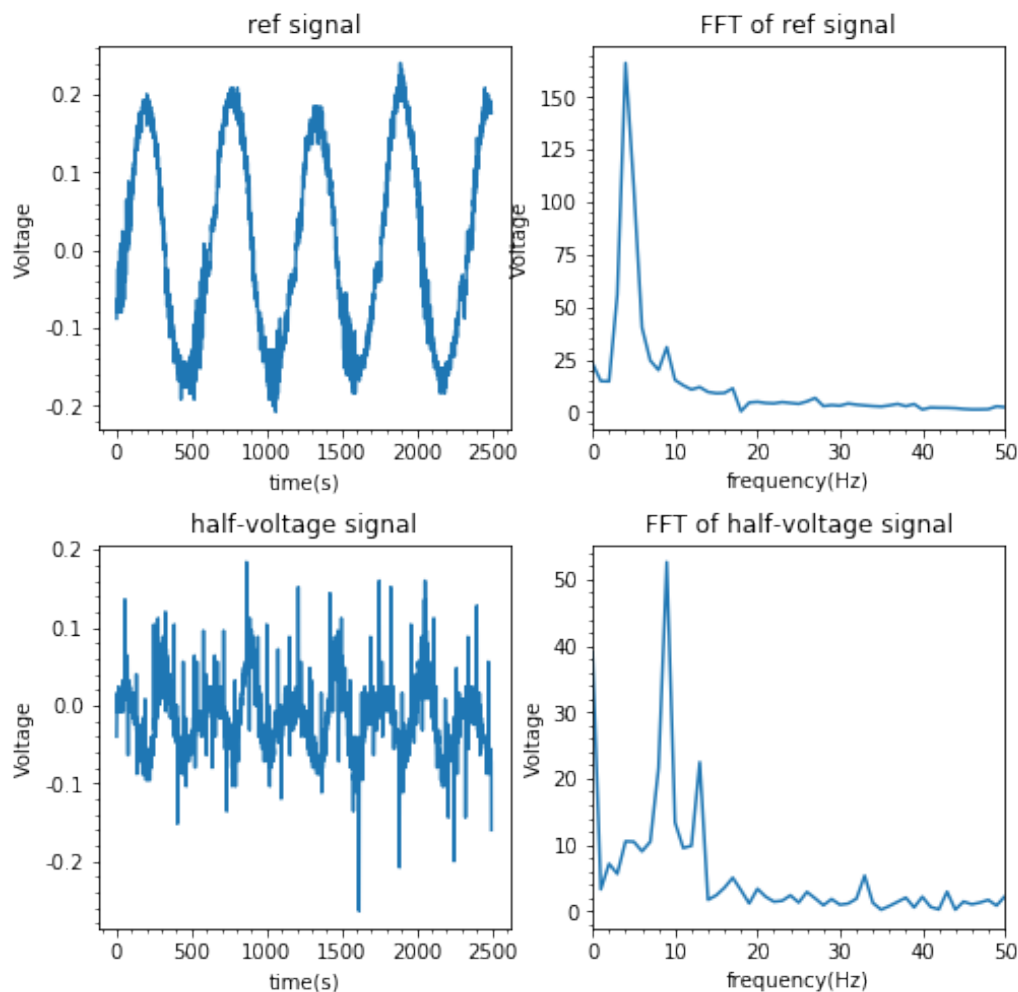 ref signal
Voltage
0.2
0.1
0.0
-0.1
-0.2
0 500 1000 1500 2000 2500
time(s)
FFT of ref signal
Voltage
150
125
100
75
50
25
0
0 10 20 30 40 50
frequency(Hz)
half-voltage signal
Voltage
0.2
0.1
0.0
-0.1
-0.2
0 500 1000 1500 2000 2500
time(s)
FFT of half-voltage signal
Voltage
50
40
30
20
10
0
0 10 20 30 40 50
frequency(Hz)